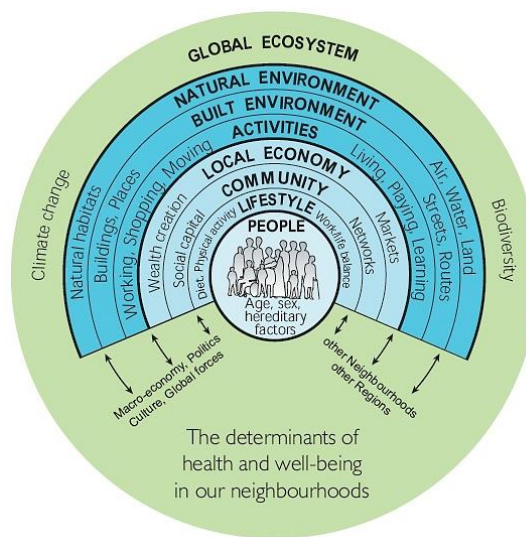 GLOBAL ECOSYSTEM
NATURAL ENVIRONMENT
BUILT ENVIRONMENT
ACTIVITIES
LOCAL ECONOMY
COMMUNITY
LIFESTYLE
PEOPLE
Age, sex,
hereditary
factors
Climate change
Natural habitats
Buildings, Places
Working, Shopping, Moving
Wealth creation
Social capital
Diet, Physical activity
Work/life balance
Networks
Markets
Living, Playing, Learning
Streets, Routes
Air, Water, Land
Biodiversity
Macro-economy, Politics
Culture, Global forces
other Neighbourhoods
other Regions
The determinants of
health and well-being
in our neighbourhoods